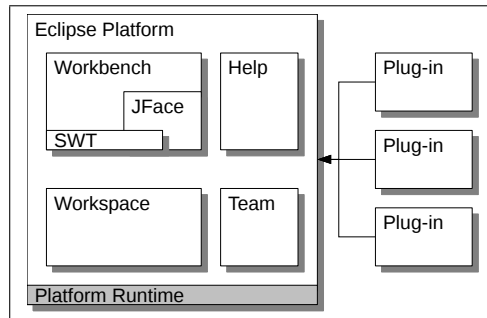 Eclipse Platform
Workbench
JFace
SWT
Help
Workspace
Team
Platform Runtime
Plug-in
Plug-in
Plug-in